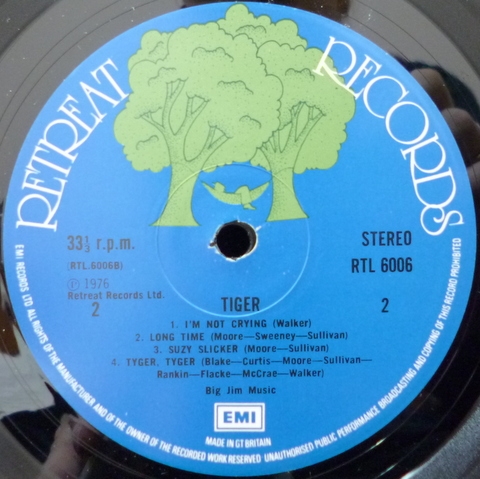 RETREAT RECORDS
33⅓ r.p.m.
STEREO
(RTL.6006B)
RTL 6006
℗ 1976
Retreat Records Ltd.
2
TIGER
2
1. I'M NOT CRYING (Walker)
2. LONG TIME (Moore—Sweeney—Sullivan)
3. SUZY SLICKER (Moore—Sullivan)
4. TYGER, TYGER (Blake—Curtis—Moore—Sullivan—
Rankin—Flacke—McCrae—Walker)
Big Jim Music
EMI
MADE IN GT BRITAIN
EMI RECORDS LTD ALL RIGHTS OF THE MANUFACTURER AND OF THE OWNER OF THE RECORDED WORK RESERVED UNAUTHORISED PUBLIC PERFORMANCE BROADCASTING AND COPYING OF THIS RECORD PROHIBITED